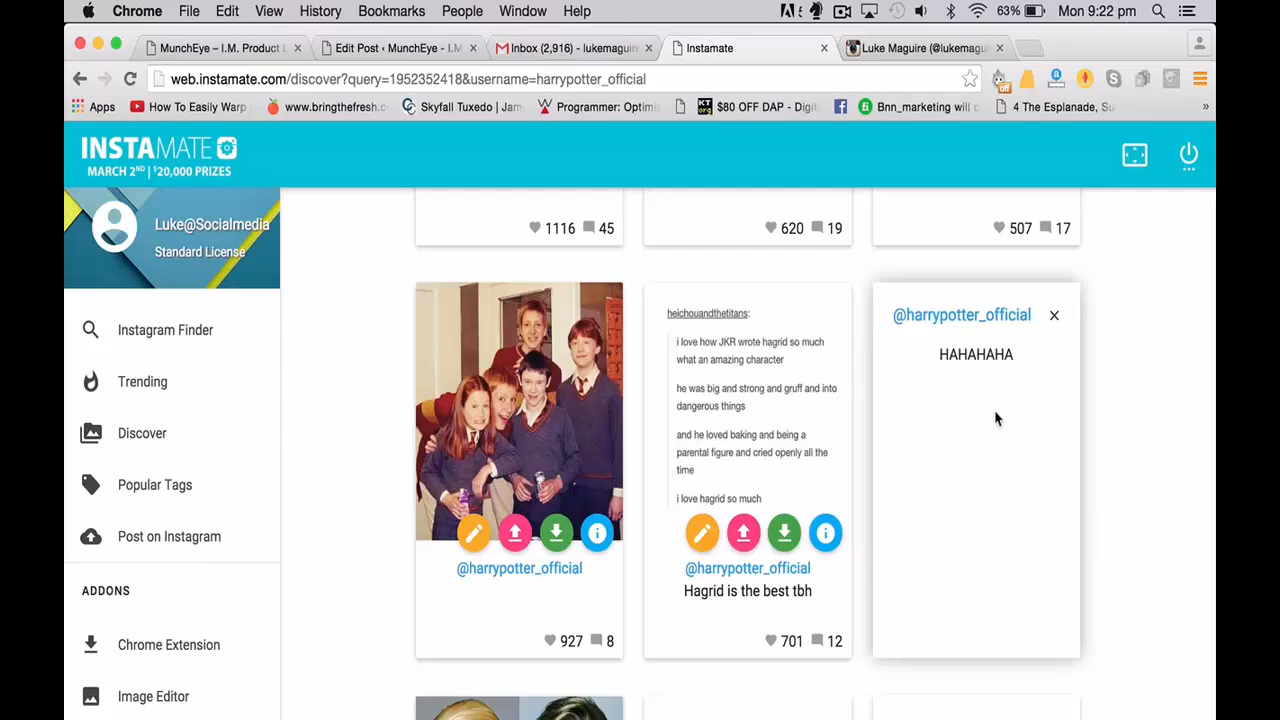 Chrome File Edit View History Bookmarks People Window Help 63% Mon 9:22 pm
MunchEye – I.M. Product L
Edit Post ‹ MunchEye - I.M
Inbox (2,916) - lukemaguire
Instamate
Luke Maguire (@lukemagu
web.instamate.com/discover?query=1952352418&username=harrypotter_official
Apps How To Easily Warp www.bringthefresh.c Skyfall Tuxedo | Jam Programmer: Optimi $80 OFF DAP - Digit Bnn_marketing will c 4 The Esplanade, Su »
INSTAMATE
MARCH 2ND | $20,000 PRIZES
Luke@Socialmedia
Standard License
Instagram Finder
Trending
Discover
Popular Tags
Post on Instagram
ADDONS
Chrome Extension
Image Editor
1116 45
620 19
507 17
@harrypotter_official
927 8
heichouandthetitans:
i love how JKR wrote hagrid so much
what an amazing character
he was big and strong and gruff and into
dangerous things
and he loved baking and being a
parental figure and cried openly all the
time
i love hagrid so much
@harrypotter_official
Hagrid is the best tbh
701 12
@harrypotter_official
HAHAHAHA